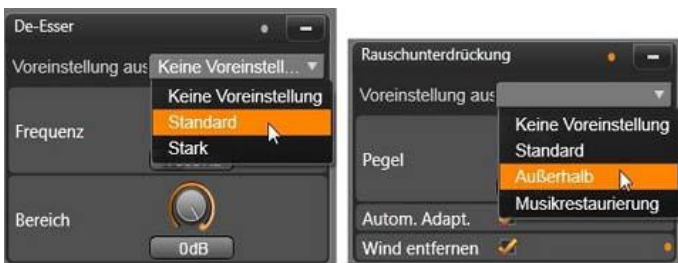 De-Esser
Voreinstellung aus Keine Voreinstell...
Keine Voreinstellung
Standard
Stark
Frequenz
Bereich
0dB
Rauschunterdrückung
Voreinstellung aus
Keine Voreinstellung
Standard
Außerhalb
Musikrestaurierung
Pegel
Autom. Adapt.
Wind entfernen